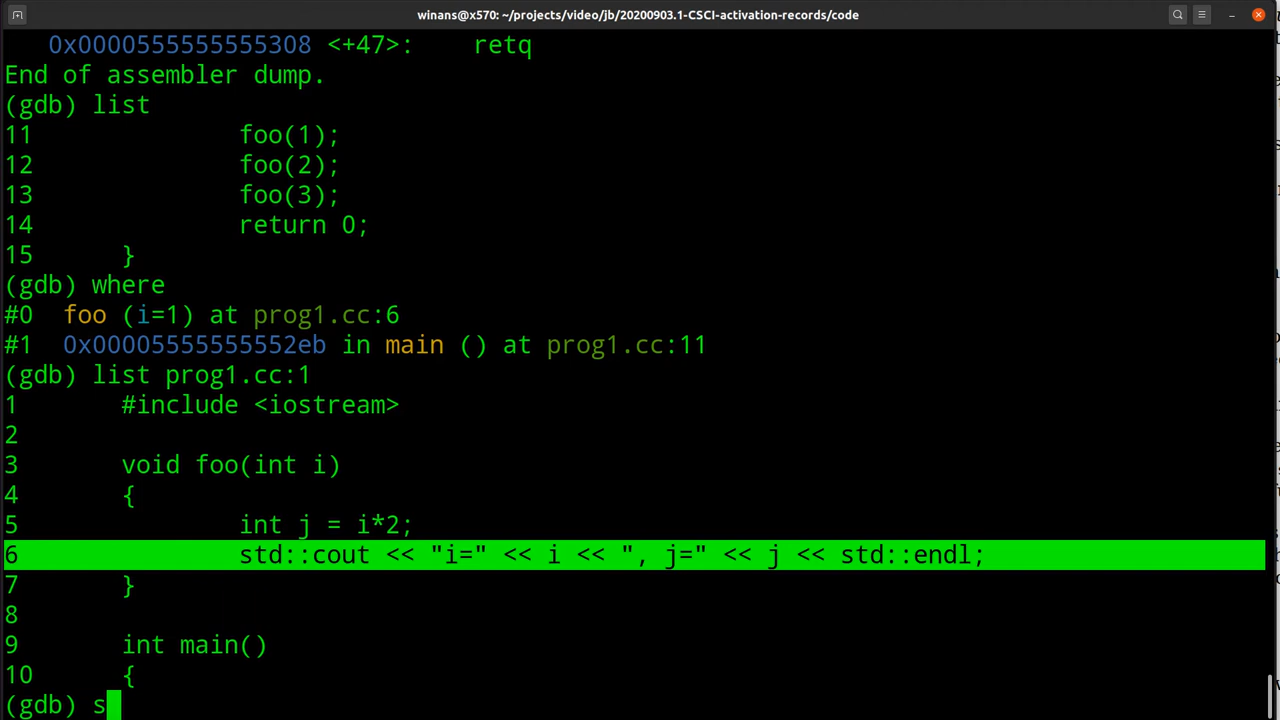 winans@x570: ~/projects/video/jb/20200903.1-CSCI-activation-records/code
0x0000555555555308 <+47>: retq
End of assembler dump.
(gdb) list
11 foo(1);
12 foo(2);
13 foo(3);
14 return 0;
15 }
(gdb) where
#0 foo (i=1) at prog1.cc:6
#1 0x00005555555552eb in main () at prog1.cc:11
(gdb) list prog1.cc:1
1 #include <iostream>
2
3 void foo(int i)
4 {
5 int j = i*2;
6 std::cout << "i=" << i << ", j=" << j << std::endl;
7 }
8
9 int main()
10 {
(gdb) s